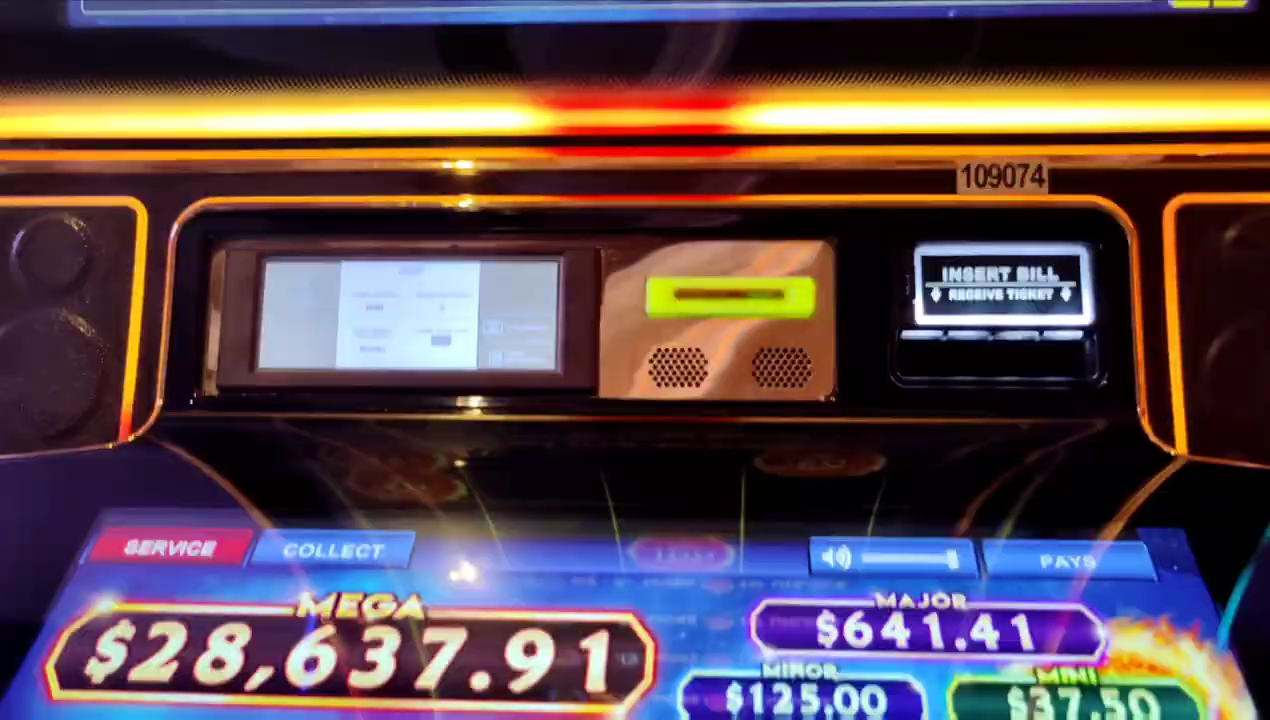 109074
INSERT BILL
RECEIVE TICKET
SERVICE
COLLECT
PAYS
MEGA
$28,637.91
MAJOR
$641.41
MINOR
$125.00
MINI
$37.50